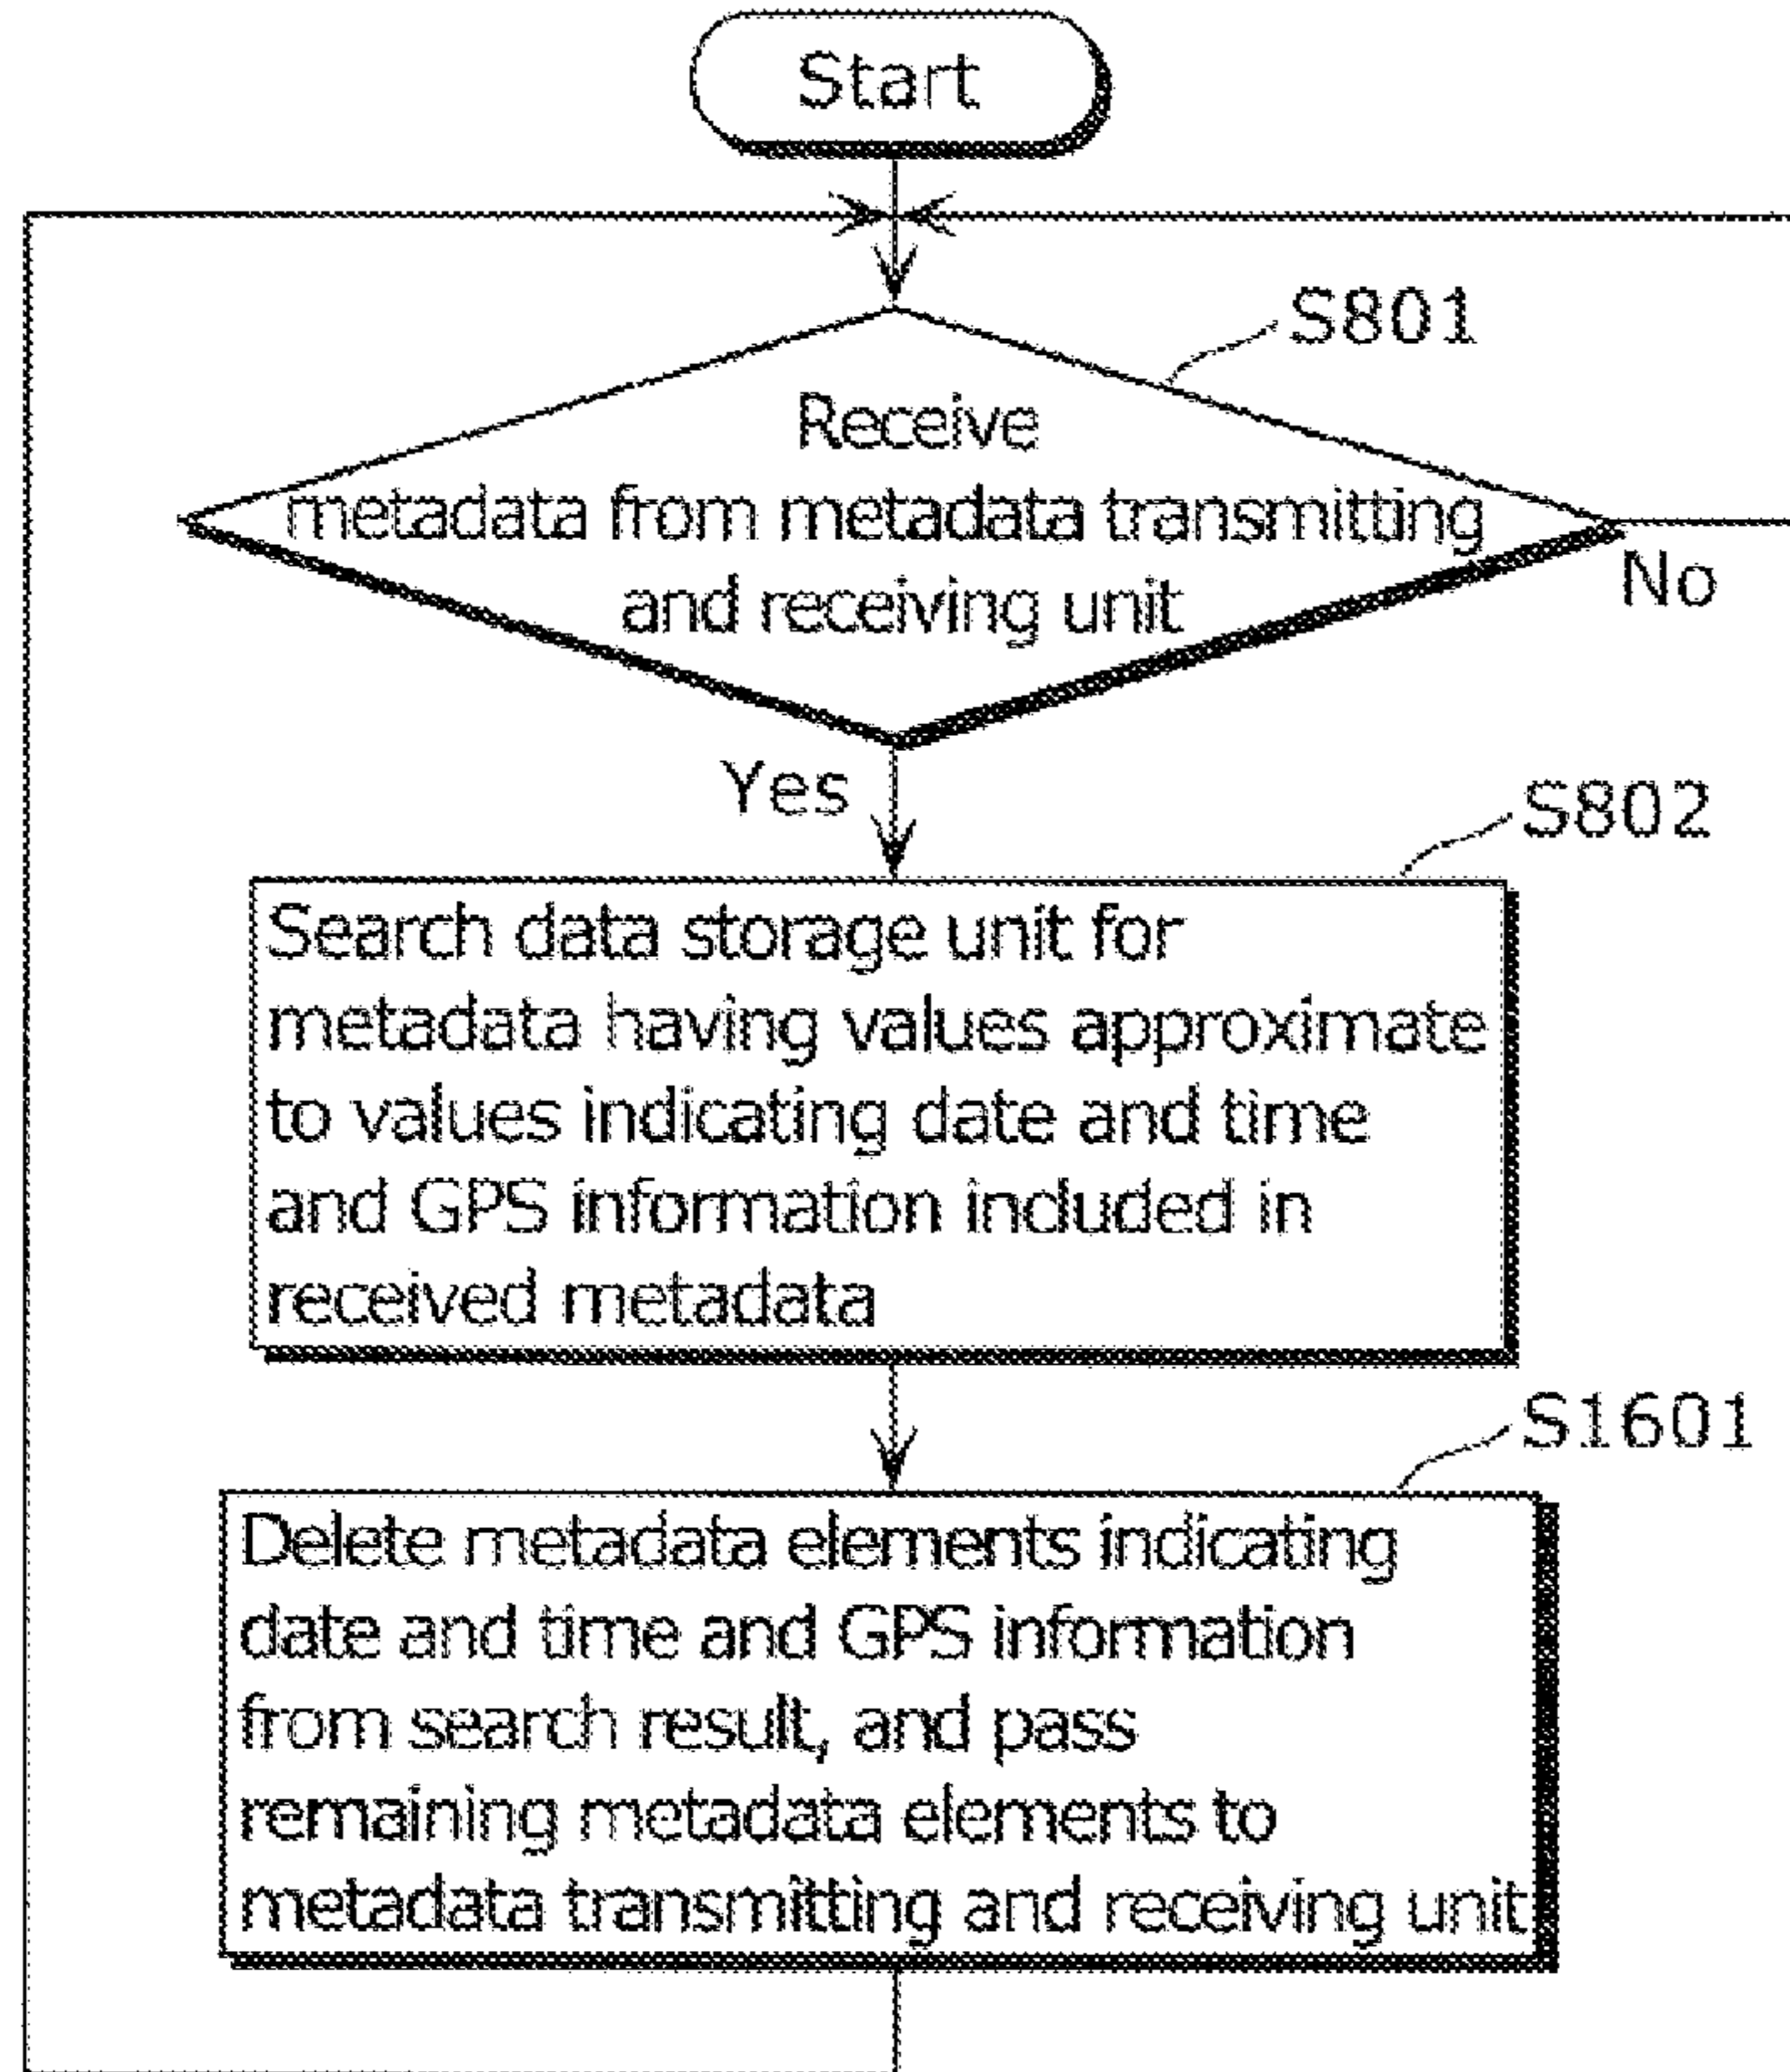 Start
S801
Receive
metadata from metadata transmitting
and receiving unit
No
Yes
S802
Search data storage unit for
metadata having values approximate
to values indicating date and time
and GPS information included in
received metadata
S1601
Delete metadata elements indicating
date and time and GPS information
from search result, and pass
remaining metadata elements to
metadata transmitting and receiving unit